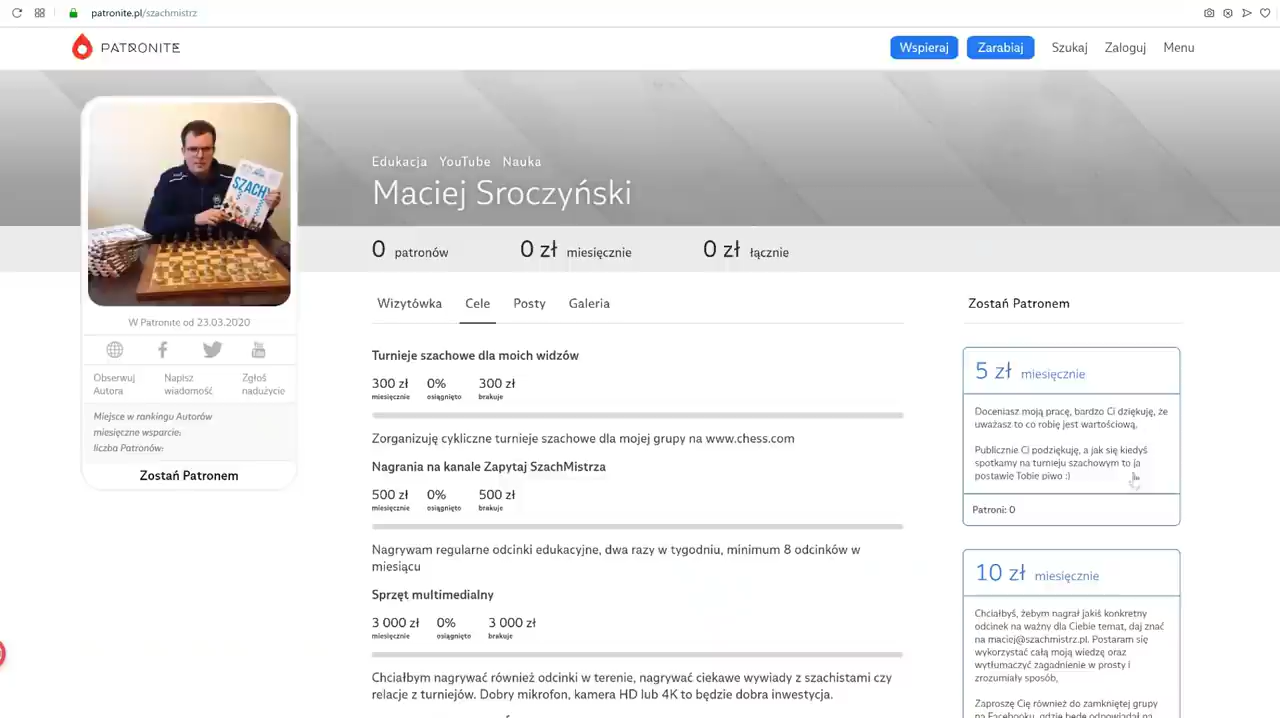 patronite.pl/szachmistrz
PATRONITE
Wspieraj
Zarabiaj
Szukaj
Zaloguj
Menu
SZACH
W Patronite od 23.03.2020
Obserwuj
Autora
Napisz
wiadomość
Zgłoś
nadużycie
Miejsce w rankingu Autorów
miesięczne wsparcie:
liczba Patronów:
Zostań Patronem
Edukacja YouTube Nauka
Maciej Sroczyński
0 patronów
0 zł miesięcznie
0 zł łącznie
Wizytówka Cele Posty Galeria
Turnieje szachowe dla moich widzów
300 zł 0% 300 zł
miesięcznie osiągnięto brakuje
Zorganizuję cykliczne turnieje szachowe dla mojej grupy na www.chess.com
Nagrania na kanale Zapytaj SzachMistrza
500 zł 0% 500 zł
miesięcznie osiągnięto brakuje
Nagrywam regularne odcinki edukacyjne, dwa razy w tygodniu, minimum 8 odcinków w
miesiącu
Sprzęt multimedialny
3 000 zł 0% 3 000 zł
miesięcznie osiągnięto brakuje
Chciałbym nagrywać również odcinki w terenie, nagrywać ciekawe wywiady z szachistami czy
relacje z turniejów. Dobry mikrofon, kamera HD lub 4K to będzie dobra inwestycja.
Zostań Patronem
5 zł miesięcznie
Doceniasz moją pracę, bardzo Ci dziękuję, że
uważasz to co robię jest wartościową,
Publicznie Ci podziękuję, a jak się kiedyś
spotkamy na turnieju szachowym to ja
postawię Tobie piwo :)
Patroni: 0
10 zł miesięcznie
Chciałbyś, żebym nagrał jakiś konkretny
odcinek na ważny dla Ciebie temat, daj znać
na maciej@szachmistrz.pl. Postaram się
wykorzystać całą moją wiedzę oraz
wytłumaczyć zagadnienie w prosty i
zrozumiały sposób,
Zaproszę Cię również do zamkniętej grupy
na Facebooku, gdzie będę odpowiadał na